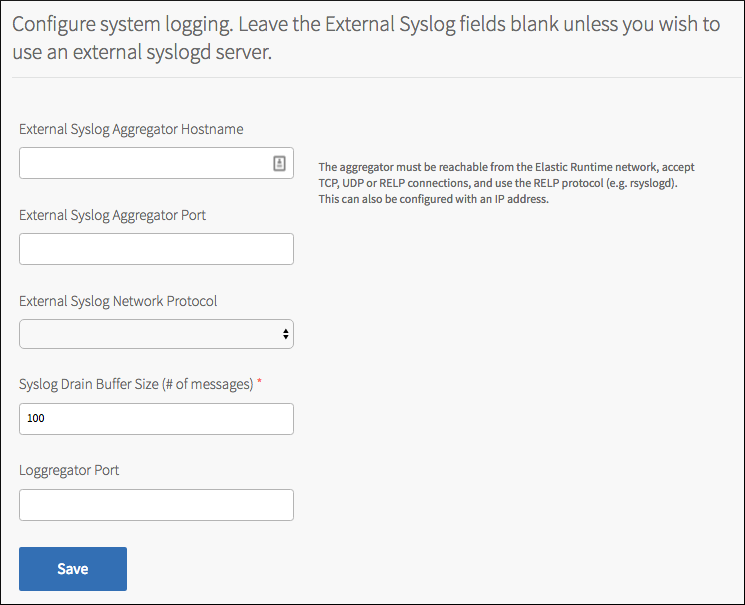 Configure system logging. Leave the External Syslog fields blank unless you wish to
use an external syslogd server.
External Syslog Aggregator Hostname
The aggregator must be reachable from the Elastic Runtime network, accept
TCP, UDP or RELP connections, and use the RELP protocol (e.g. rsyslogd).
This can also be configured with an IP address.
External Syslog Aggregator Port
External Syslog Network Protocol
Syslog Drain Buffer Size (# of messages) *
100
Loggregator Port
Save